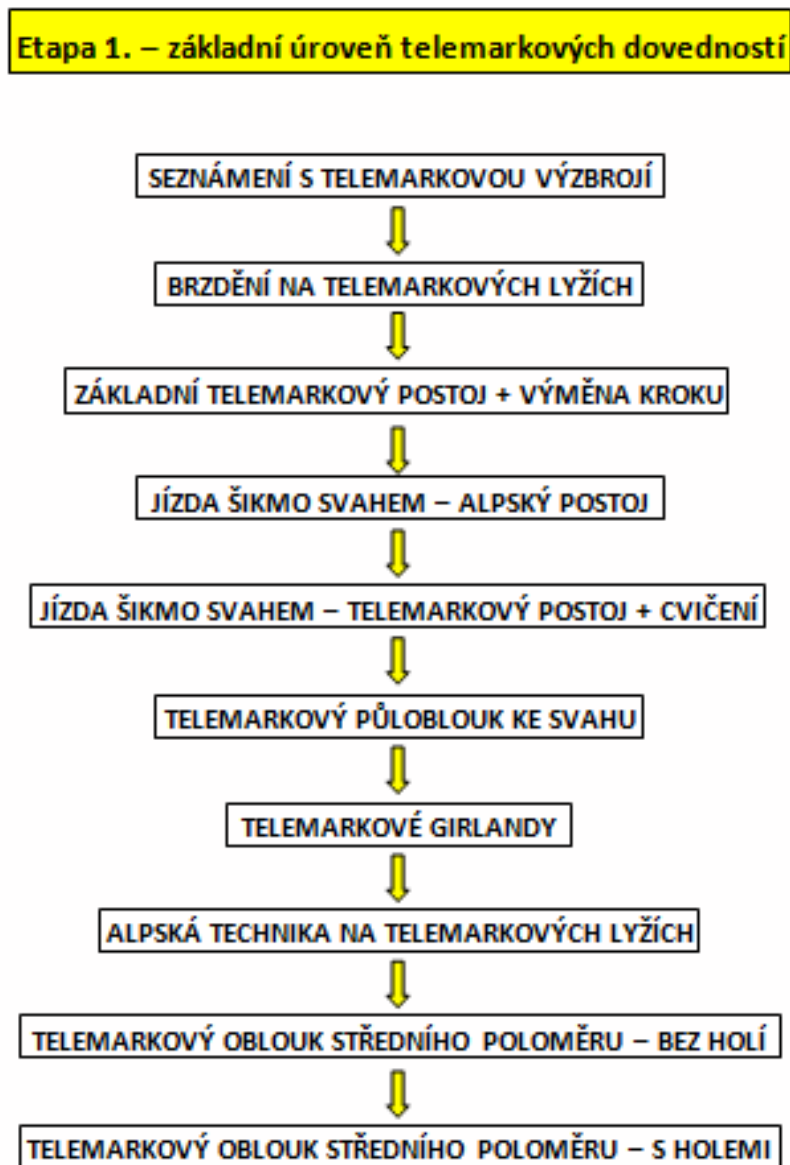 Etapa 1. – základní úroveň telemarkových dovedností
SEZNÁMENÍ S TELEMARKOVOU VÝZBROJÍ
BRZDĚNÍ NA TELEMARKOVÝCH LYŽÍCH
ZÁKLADNÍ TELEMARKOVÝ POSTOJ + VÝMĚNA KROKU
JÍZDA ŠIKMO SVAHEM – ALPSKÝ POSTOJ
JÍZDA ŠIKMO SVAHEM – TELEMARKOVÝ POSTOJ + CVIČENÍ
TELEMARKOVÝ PŮLOBLOUK KE SVAHU
TELEMARKOVÉ GIRLANDY
ALPSKÁ TECHNIKA NA TELEMARKOVÝCH LYŽÍCH
TELEMARKOVÝ OBLOUK STŘEDNÍHO POLOMĚRU – BEZ HOLÍ
TELEMARKOVÝ OBLOUK STŘEDNÍHO POLOMĚRU – S HOLEMI